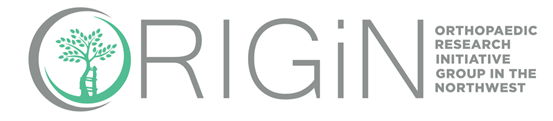 ORIGiN
ORTHOPAEDIC
RESEARCH
INITIATIVE
GROUP IN THE
NORTHWEST